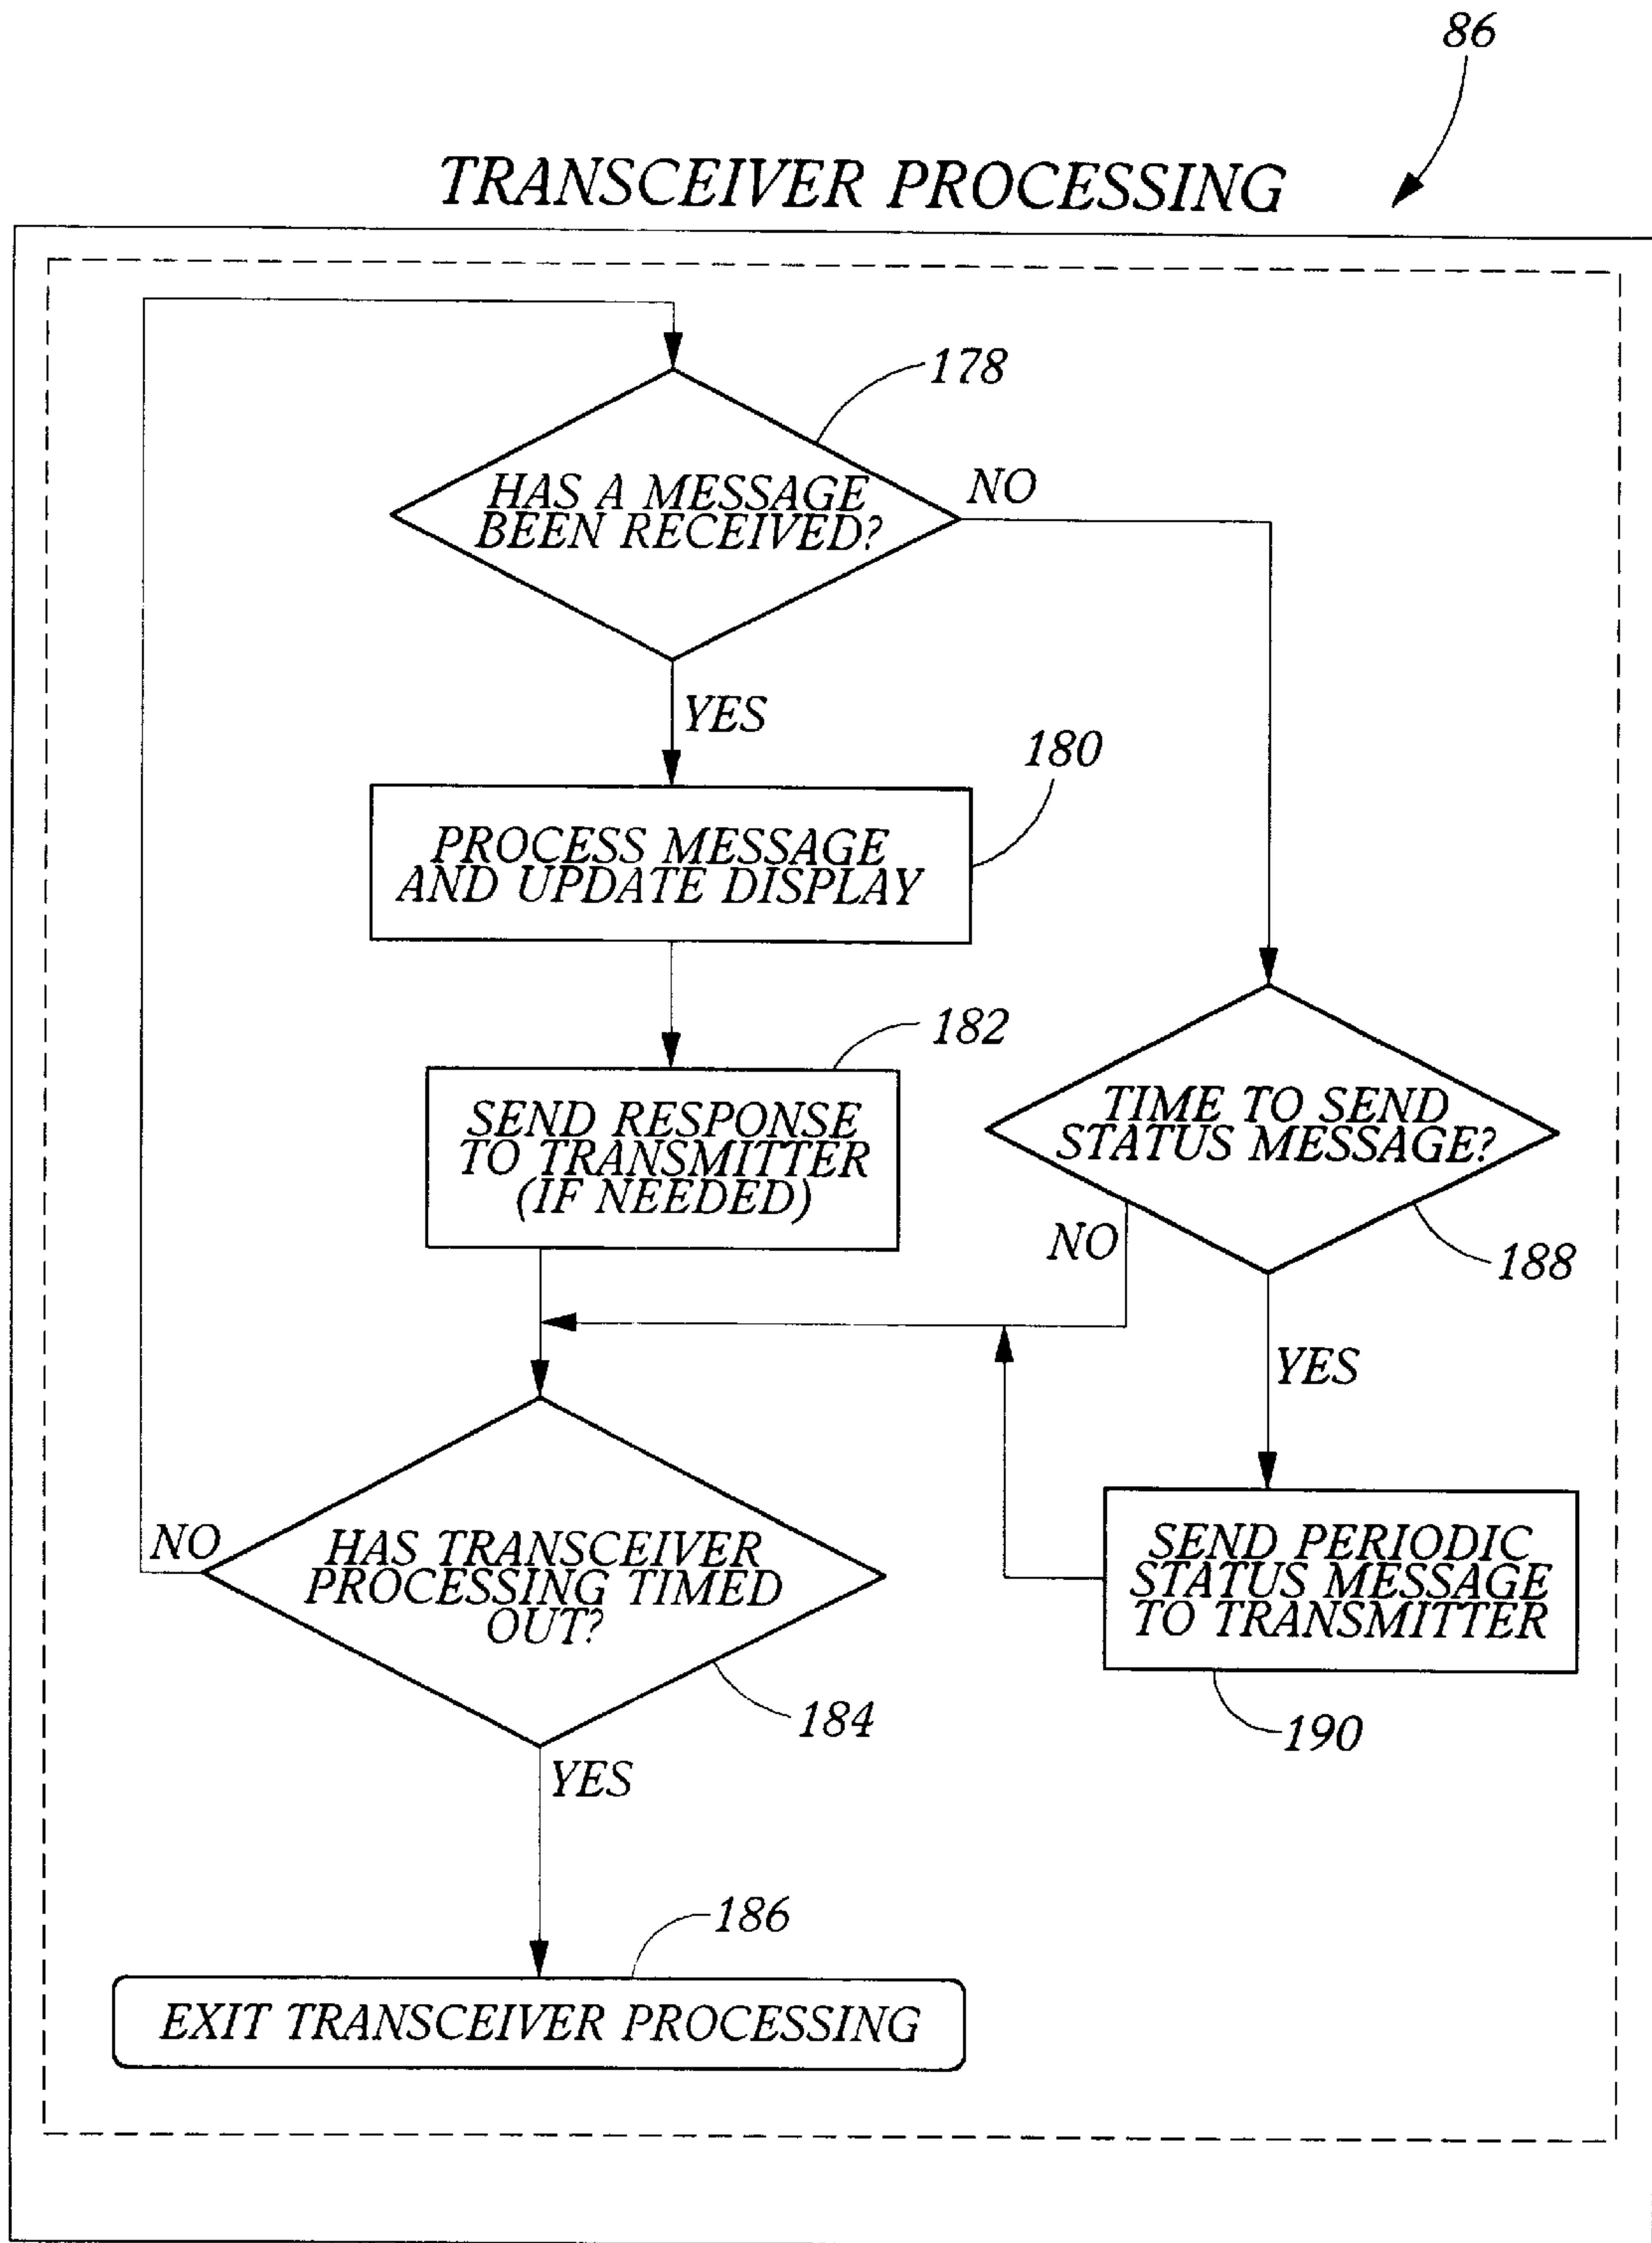 86
TRANSCEIVER PROCESSING
178
HAS A MESSAGE
BEEN RECEIVED?
NO
YES
180
PROCESS MESSAGE
AND UPDATE DISPLAY
182
SEND RESPONSE
TO TRANSMITTER
(IF NEEDED)
TIME TO SEND
STATUS MESSAGE?
NO
188
YES
NO
HAS TRANSCEIVER
PROCESSING TIMED
OUT?
SEND PERIODIC
STATUS MESSAGE
TO TRANSMITTER
184
190
YES
186
EXIT TRANSCEIVER PROCESSING